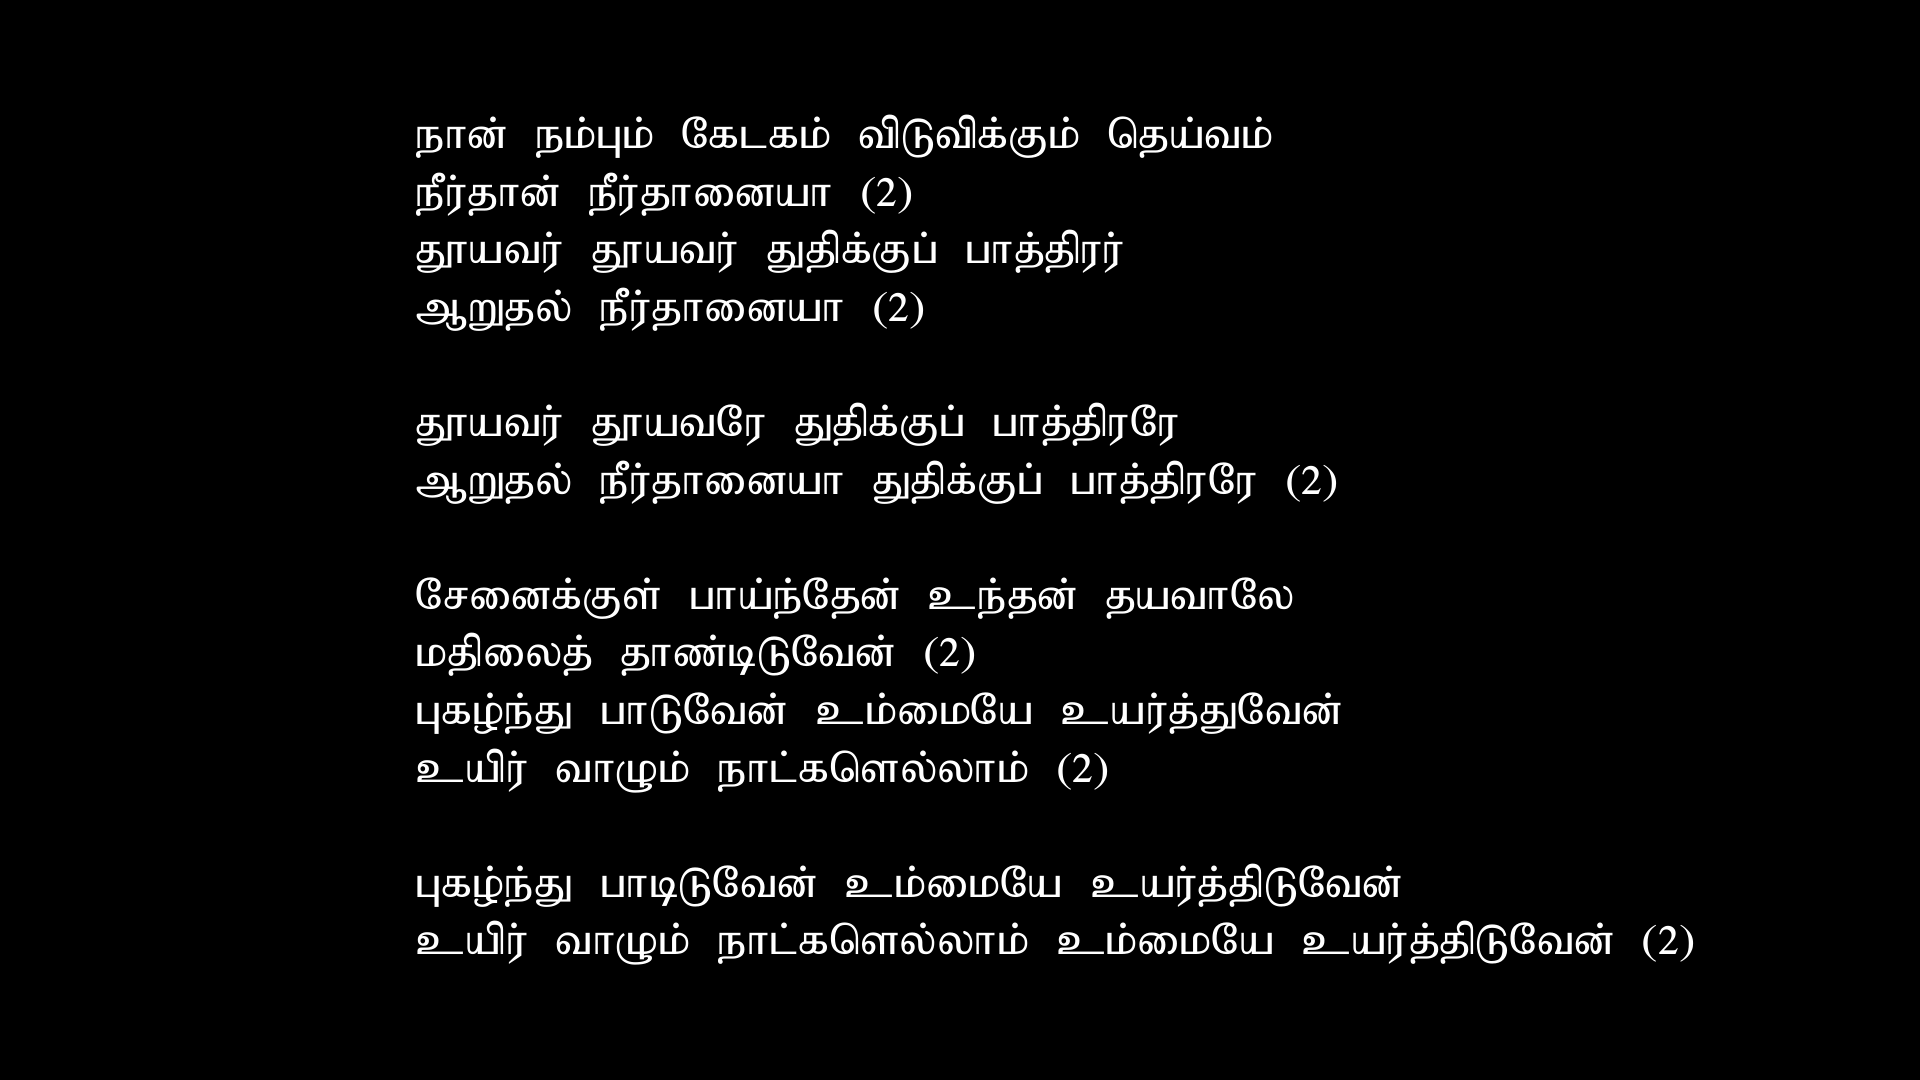 நான் நம்பும் கேடகம் விடுவிக்கும் தெய்வம்
நீர்தான் நீர்தானையா (2)
தூயவர் தூயவர் துதிக்குப் பாத்திரர்
ஆறுதல் நீர்தானையா (2)
தூயவர் தூயவரே துதிக்குப் பாத்திரரே
ஆறுதல் நீர்தானையா துதிக்குப் பாத்திரரே (2)
சேனைக்குள் பாய்ந்தேன் உந்தன் தயவாலே
மதிலைத் தாண்டிடுவேன் (2)
புகழ்ந்து பாடுவேன் உம்மையே உயர்த்துவேன்
உயிர் வாழும் நாட்களெல்லாம் (2)
புகழ்ந்து பாடிடுவேன் உம்மையே உயர்த்திடுவேன்
உயிர் வாழும் நாட்களெல்லாம் உம்மையே உயர்த்திடுவேன் (2)